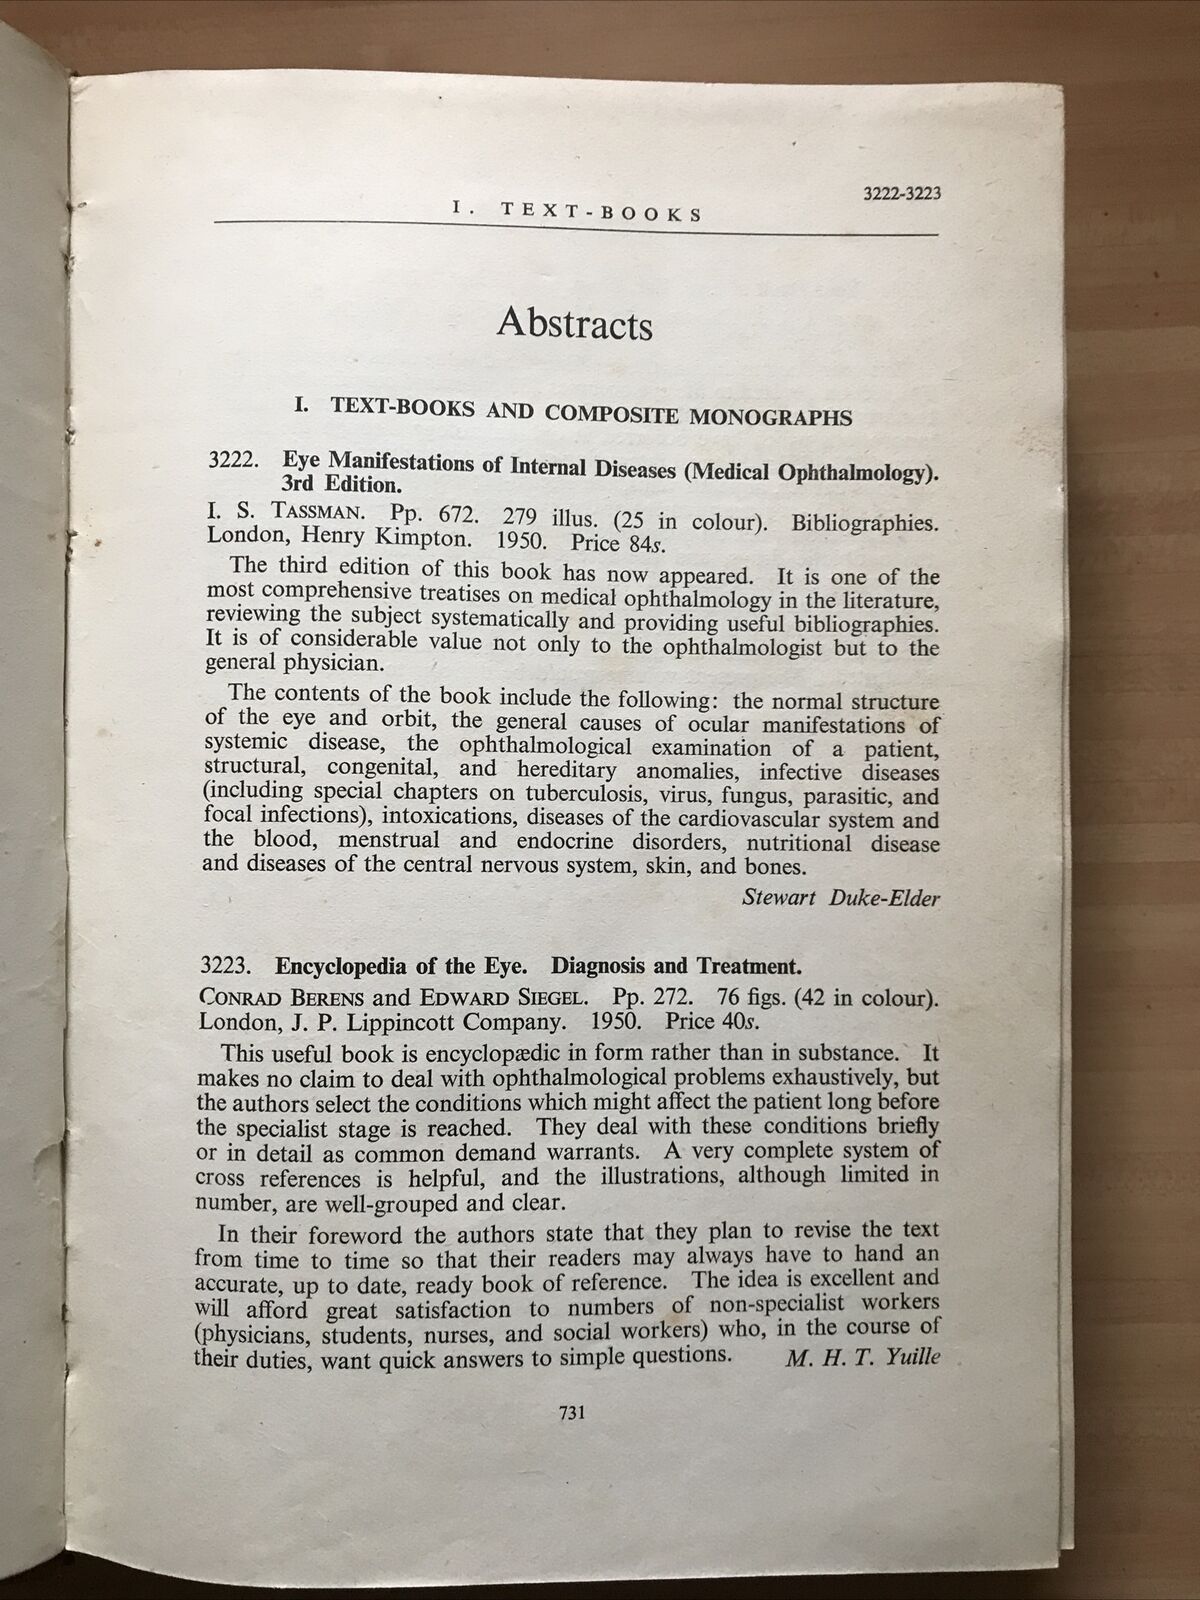 3222-3223
I. TEXT-BOOKS
Abstracts
I. TEXT-BOOKS AND COMPOSITE MONOGRAPHS
3222. Eye Manifestations of Internal Diseases (Medical Ophthalmology).
3rd Edition.
I. S. TASSMAN. Pp. 672. 279 illus. (25 in colour). Bibliographies.
London, Henry Kimpton. 1950. Price 84s.
The third edition of this book has now appeared. It is one of the
most comprehensive treatises on medical ophthalmology in the literature,
reviewing the subject systematically and providing useful bibliographies.
It is of considerable value not only to the ophthalmologist but to the
general physician.
The contents of the book include the following: the normal structure
of the eye and orbit, the general causes of ocular manifestations of
systemic disease, the ophthalmological examination of a patient,
structural, congenital, and hereditary anomalies, infective diseases
(including special chapters on tuberculosis, virus, fungus, parasitic, and
focal infections), intoxications, diseases of the cardiovascular system and
the blood, menstrual and endocrine disorders, nutritional disease
and diseases of the central nervous system, skin, and bones.
Stewart Duke-Elder
3223. Encyclopedia of the Eye. Diagnosis and Treatment.
CONRAD BERENS and EDWARD SIEGEL. Pp. 272. 76 figs. (42 in colour).
London, J. P. Lippincott Company. 1950. Price 40s.
This useful book is encyclopædic in form rather than in substance. It
makes no claim to deal with ophthalmological problems exhaustively, but
the authors select the conditions which might affect the patient long before
the specialist stage is reached. They deal with these conditions briefly
or in detail as common demand warrants. A very complete system of
cross references is helpful, and the illustrations, although limited in
number, are well-grouped and clear.
In their foreword the authors state that they plan to revise the text
from time to time so that their readers may always have to hand an
accurate, up to date, ready book of reference. The idea is excellent and
will afford great satisfaction to numbers of non-specialist workers
(physicians, students, nurses, and social workers) who, in the course of
their duties, want quick answers to simple questions. M. H. T. Yuille
731